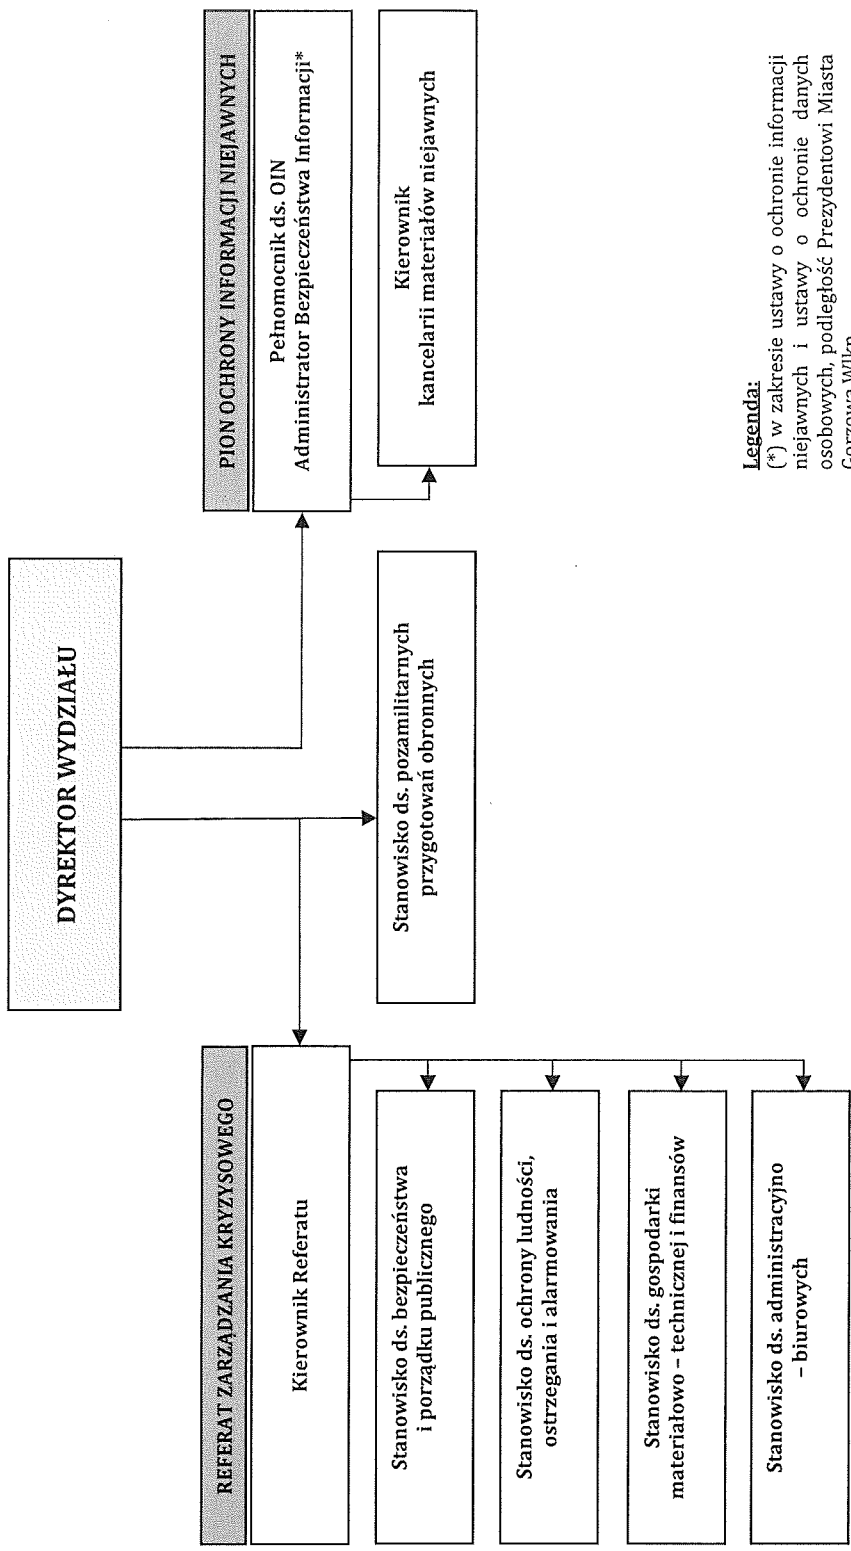 DYREKTOR WYDZIAŁU
REFERAT ZARZĄDZANIA KRYZYSOWEGO
Kierownik Referatu
Stanowisko ds. bezpieczeństwa
i porządku publicznego
Stanowisko ds. ochrony ludności,
ostrzegania i alarmowania
Stanowisko ds. gospodarki
materiałowo – technicznej i finansów
Stanowisko ds. administracyjno
– biurowych
Stanowisko ds. pozamilitarnych
przygotowań obronnych
PION OCHRONY INFORMACJI NIEJAWNYCH
Pełnomocnik ds. OIN
Administrator Bezpieczeństwa Informacji*
Kierownik
kancelarii materiałów niejawnych
Legenda:
(*) w zakresie ustawy o ochronie informacji
niejawnych i ustawy o ochronie danych
osobowych, podległość Prezydentowi Miasta
Gorzowa Wlkp